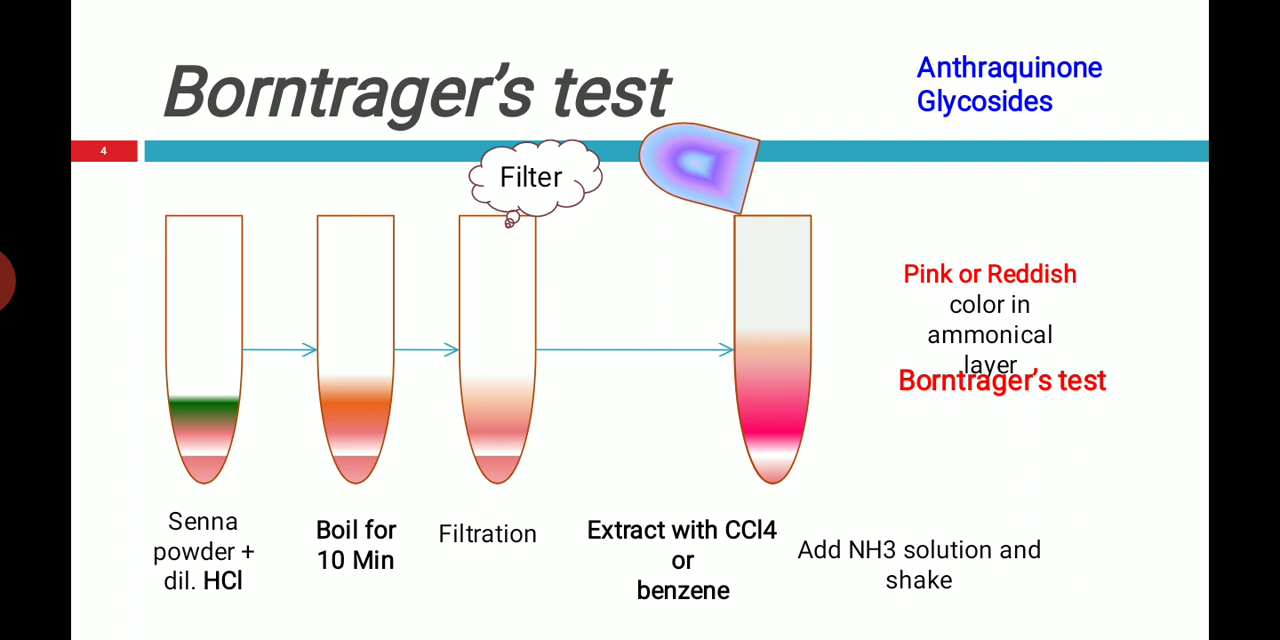 Borntrager's test
Anthraquinone
Glycosides
4
Filter
Pink or Reddish
color in
ammonical
layer
Borntrager's test
Senna
powder +
dil. HCl
Boil for
10 Min
Filtration
Extract with CCl4
or
benzene
Add NH3 solution and
shake